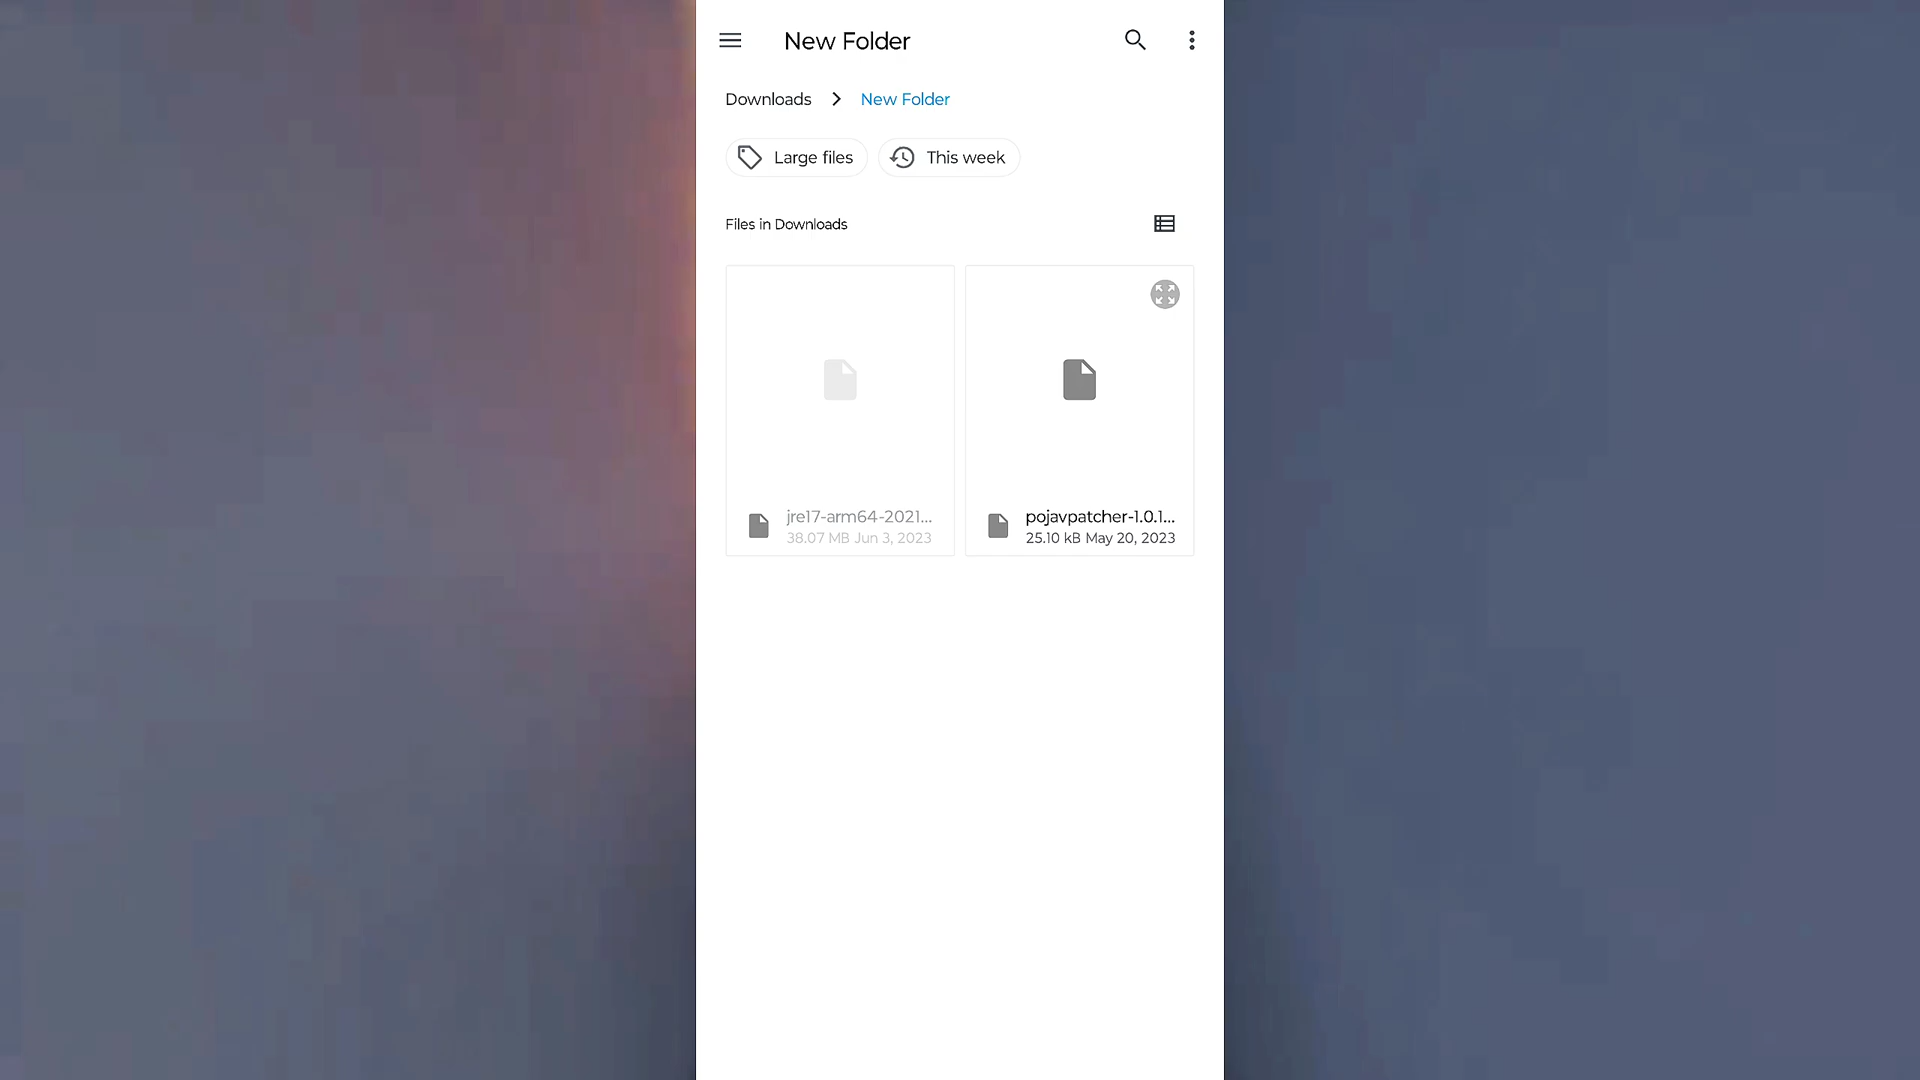 New Folder
Downloads > New Folder
Large files
This week
Files in Downloads
jre17-arm64-2021...
38.07 MB Jun 3, 2023
pojavpatcher-1.0.1...
25.10 kB May 20, 2023